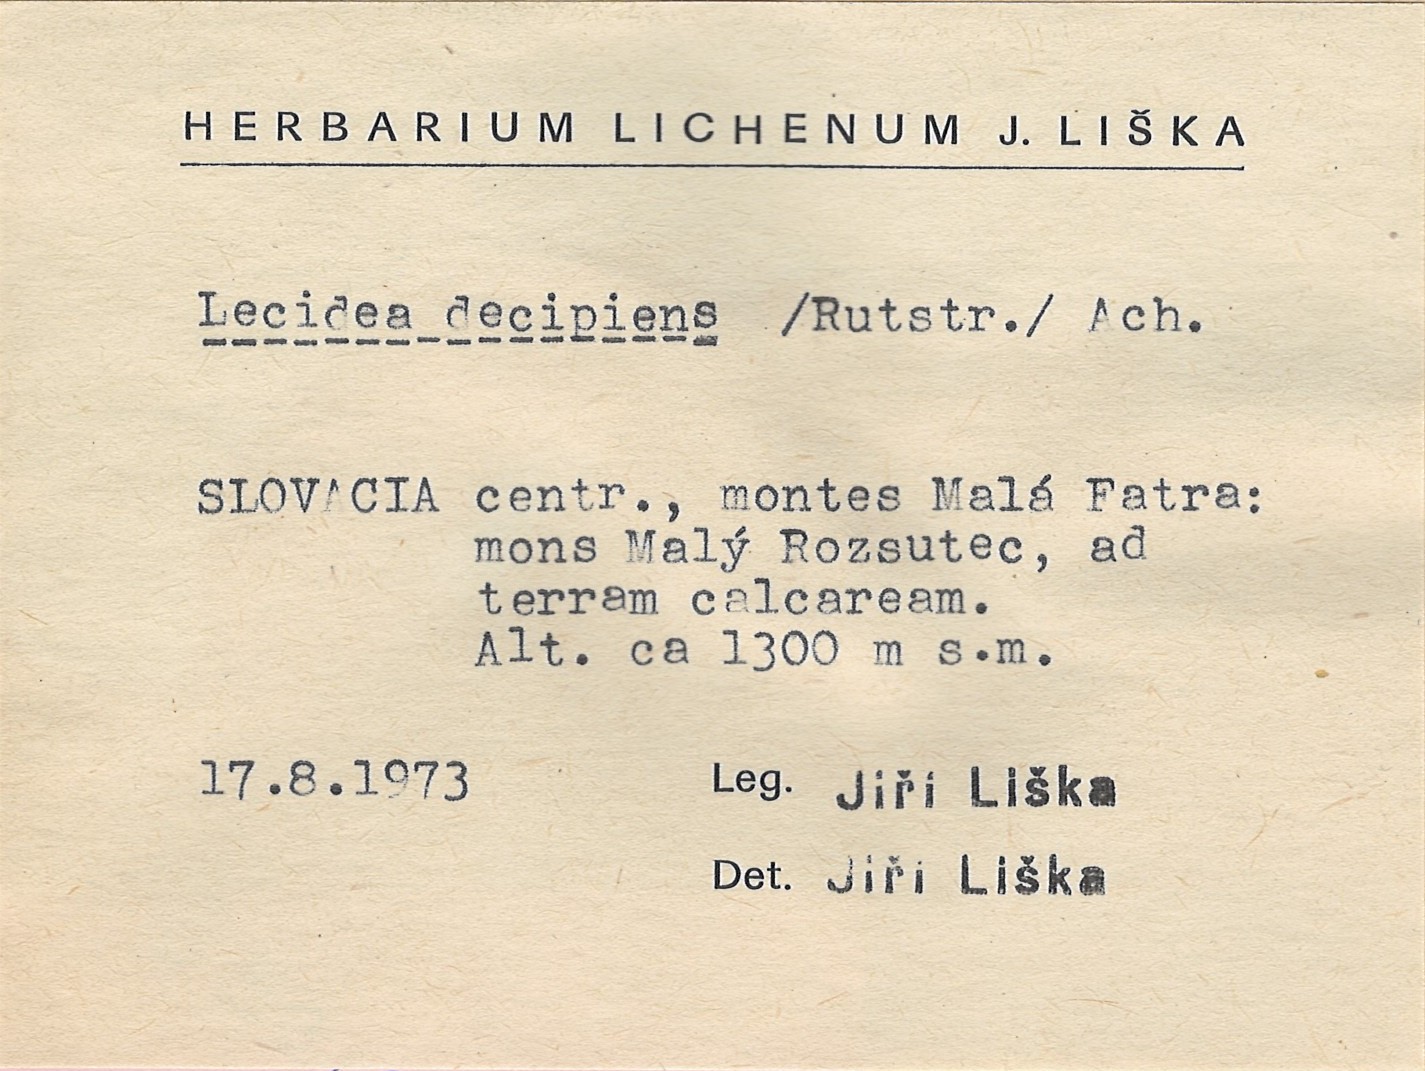 HERBARIUM LICHENUM J. LIŠKA
Lecidea decipiens /Rutstr./ Ach.
SLOVACIA centr., montes Malá Fatra:
mons Malý Rozsutec, ad
terram calcaream.
Alt. ca 1300 m s.m.
17.8.1973 Leg. Jiří Liška
Det. Jiří Liška